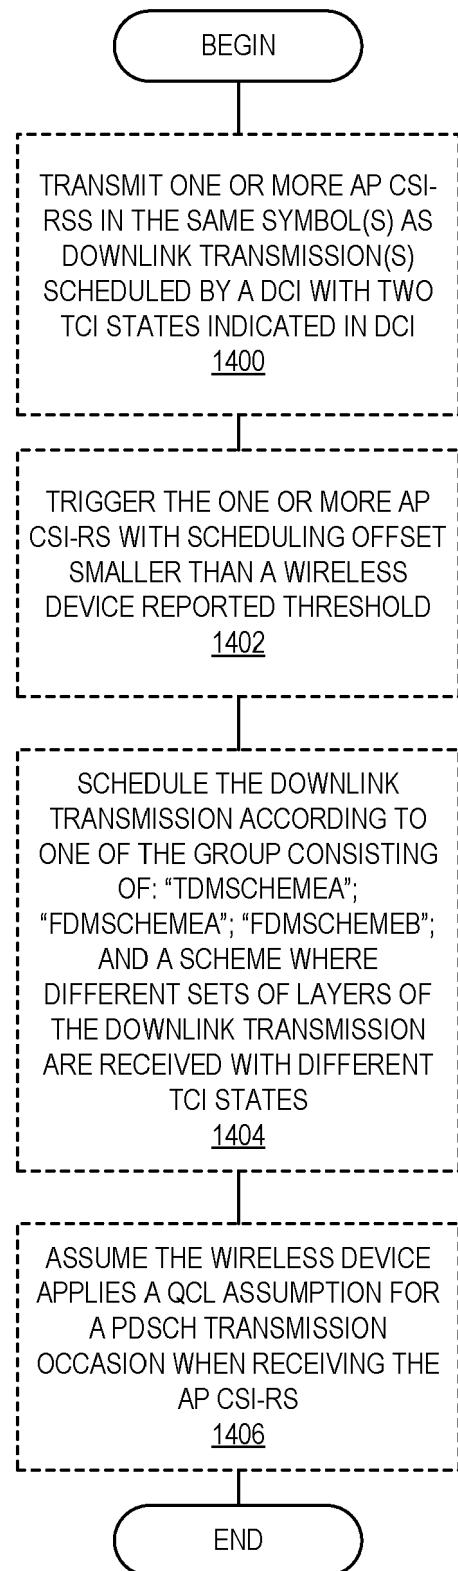 BEGIN
TRANSMIT ONE OR MORE AP CSI-
RSS IN THE SAME SYMBOL(S) AS
DOWNLINK TRANSMISSION(S)
SCHEDULED BY A DCI WITH TWO
TCI STATES INDICATED IN DCI
1400
TRIGGER THE ONE OR MORE AP
CSI-RS WITH SCHEDULING OFFSET
SMALLER THAN A WIRELESS
DEVICE REPORTED THRESHOLD
1402
SCHEDULE THE DOWNLINK
TRANSMISSION ACCORDING TO
ONE OF THE GROUP CONSISTING
OF: “TDMSCHEMEA”;
“FDMSCHEMEA”; “FDMSCHEMEB”;
AND A SCHEME WHERE
DIFFERENT SETS OF LAYERS OF
THE DOWNLINK TRANSMISSION
ARE RECEIVED WITH DIFFERENT
TCI STATES
1404
ASSUME THE WIRELESS DEVICE
APPLIES A QCL ASSUMPTION FOR
A PDSCH TRANSMISSION
OCCASION WHEN RECEIVING THE
AP CSI-RS
1406
END